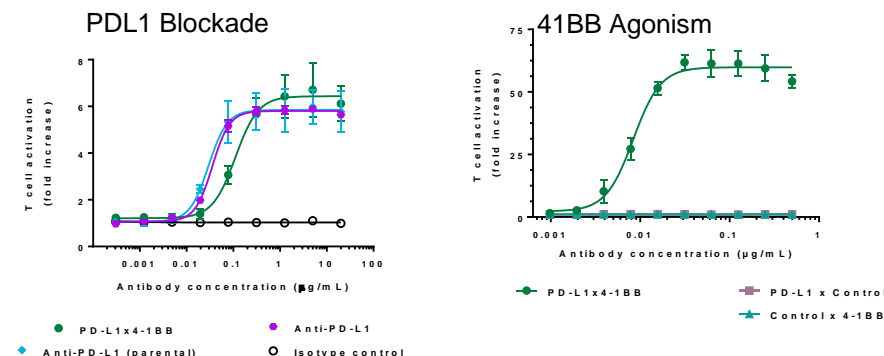 PDL1 Blockade
8
6
4
2
0
T cell activation
(fold increase)
0.001 0.01 0.1 1 10 100
Antibody concentration (µg/mL)
PD-L1x4-1BB
Anti-PD-L1
Anti-PD-L1 (parental)
Isotype control
41BB Agonism
75
50
25
0
T cell activation
(fold increase)
0.001 0.01 0.1 1
Antibody concentration (µg/mL)
PD-L1x4-1BB
PD-L1 x Control
Control x 4-1BB